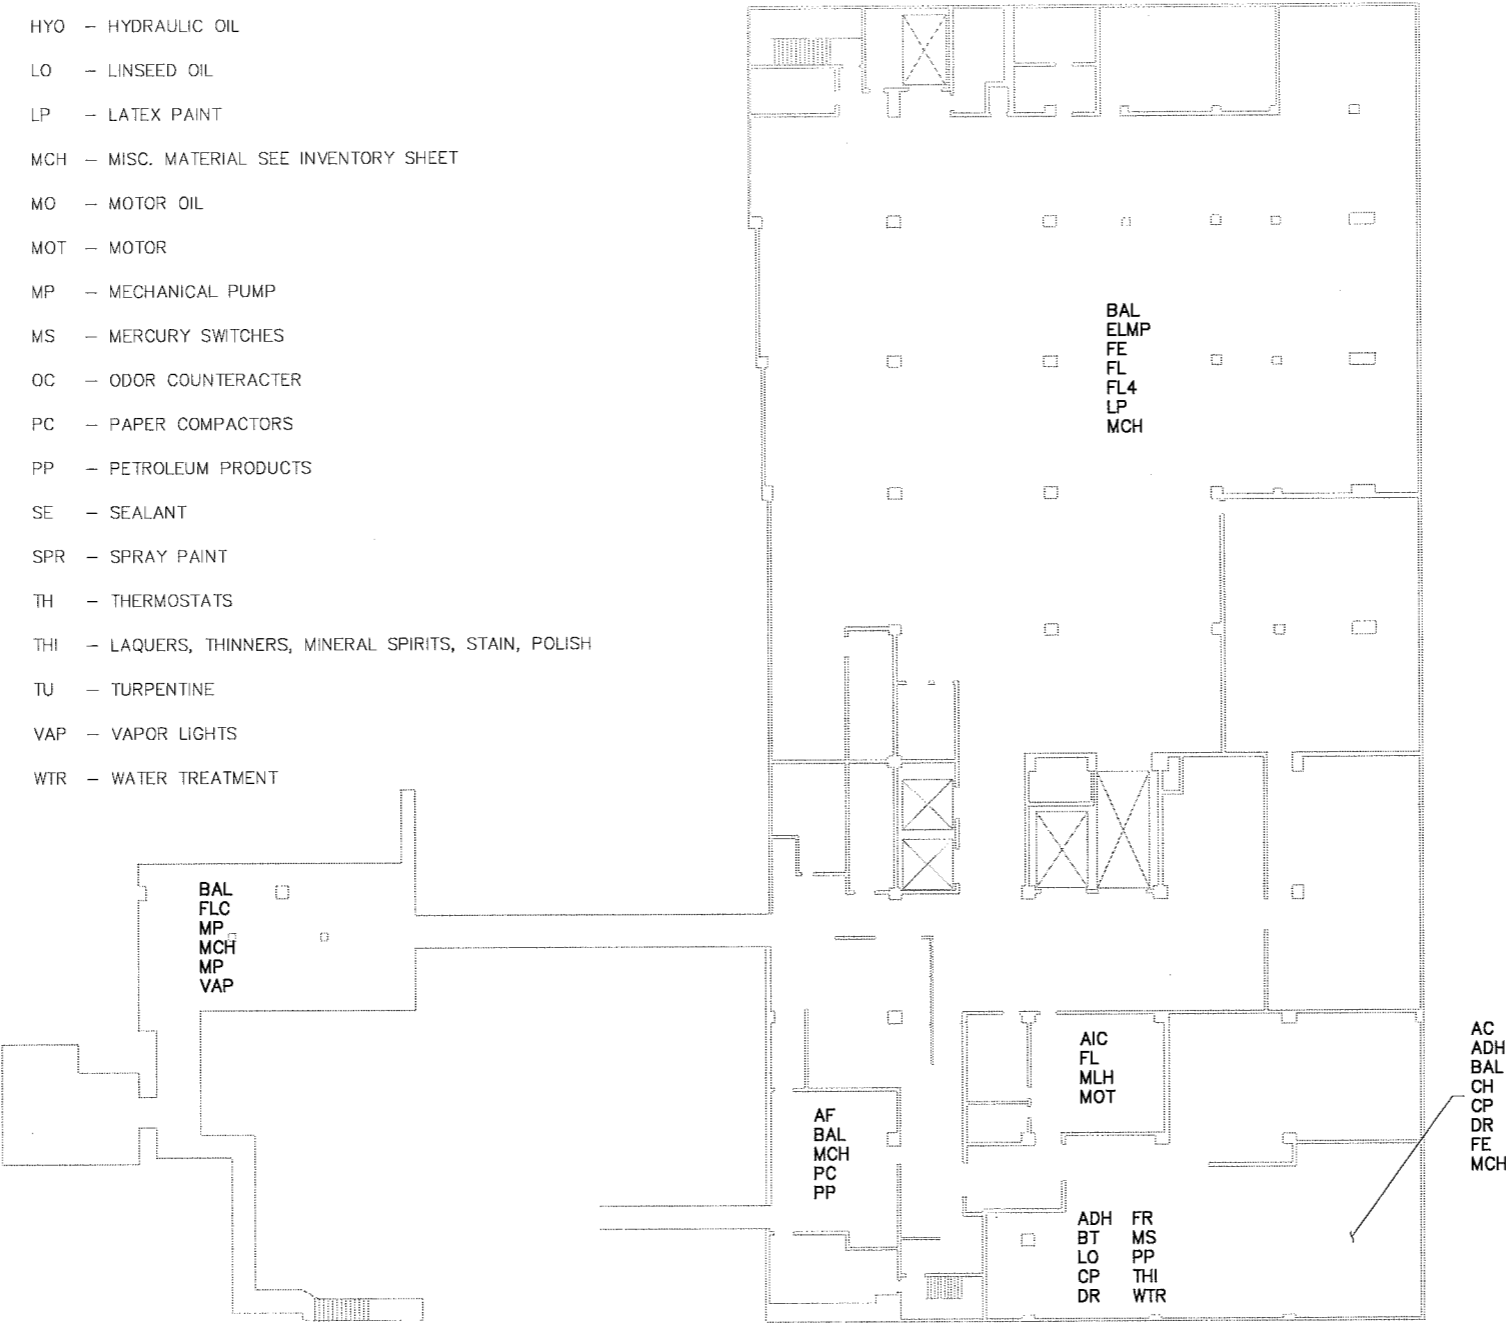 HYO – HYDRAULIC OIL
LO – LINSEED OIL
LP – LATEX PAINT
MCH – MISC. MATERIAL SEE INVENTORY SHEET
MO – MOTOR OIL
MOT – MOTOR
MP – MECHANICAL PUMP
MS – MERCURY SWITCHES
OC – ODOR COUNTERACTER
PC – PAPER COMPACTORS
PP – PETROLEUM PRODUCTS
SE – SEALANT
SPR – SPRAY PAINT
TH – THERMOSTATS
THI – LAQUERS, THINNERS, MINERAL SPIRITS, STAIN, POLISH
TU – TURPENTINE
VAP – VAPOR LIGHTS
WTR – WATER TREATMENT
BAL
ELMP
FE
FL
FL4
LP
MCH
BAL
FLC
MP
MCH
MP
VAP
AIC
FL
MLH
MOT
AF
BAL
MCH
PC
PP
ADH FR
BT MS
LO PP
CP THI
DR WTR
AC
ADH
BAL
CH
CP
DR
FE
MCH